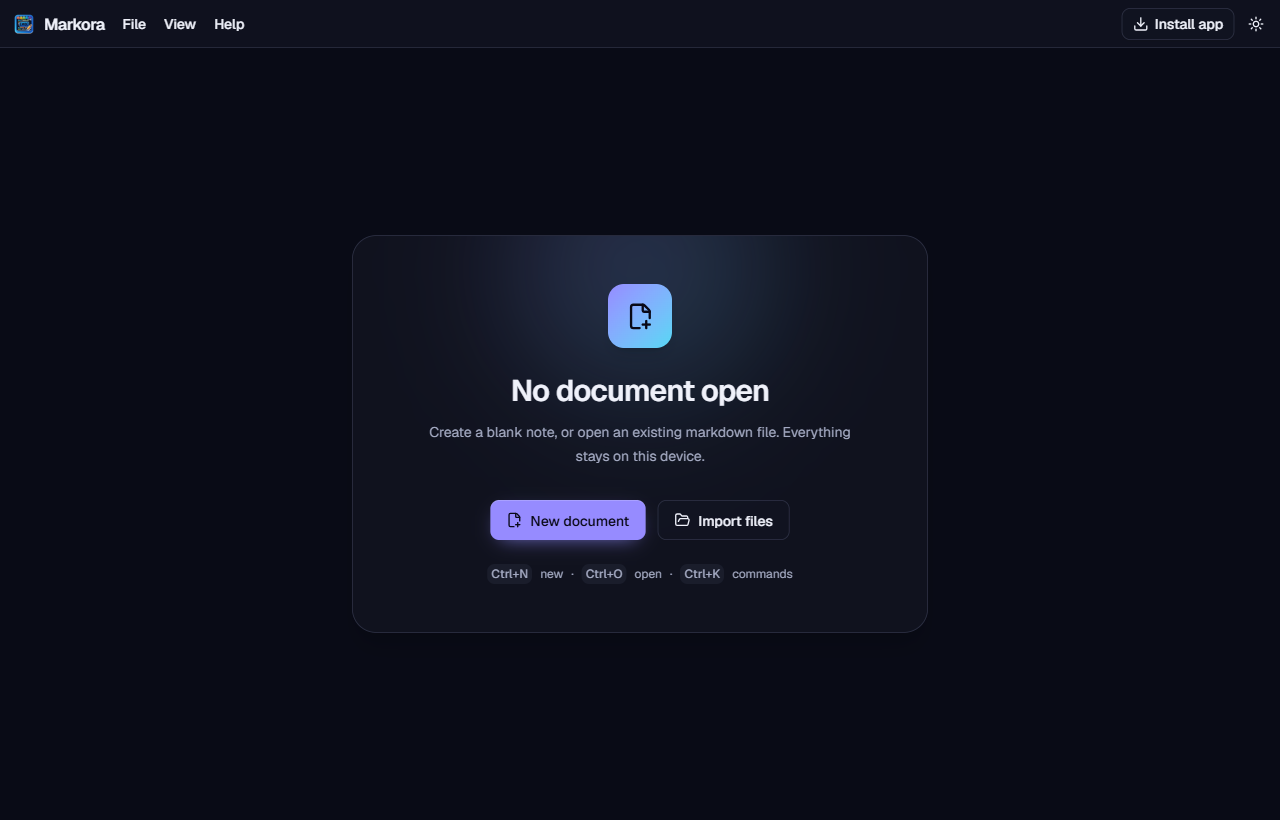 Markora File View Help Install app
No document open
Create a blank note, or open an existing markdown file. Everything
stays on this device.
New document Import files
Ctrl+N new · Ctrl+O open · Ctrl+K commands